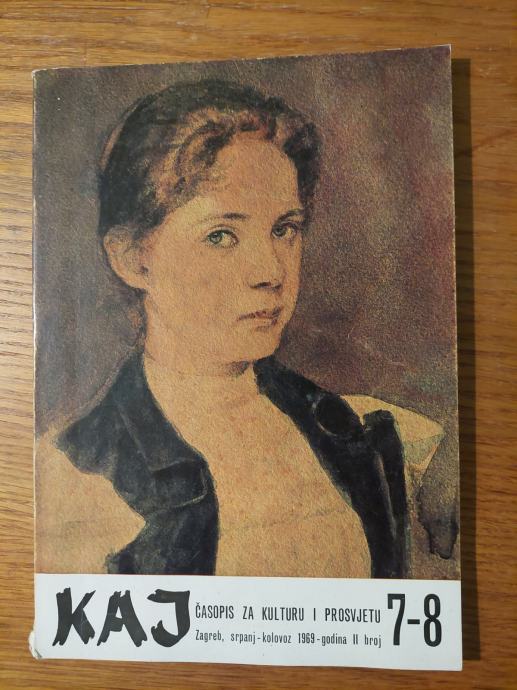 KAJ
ČASOPIS ZA KULTURU I PROSVJETU
Zagreb, srpanj-kolovoz 1969-godina II broj
7-8